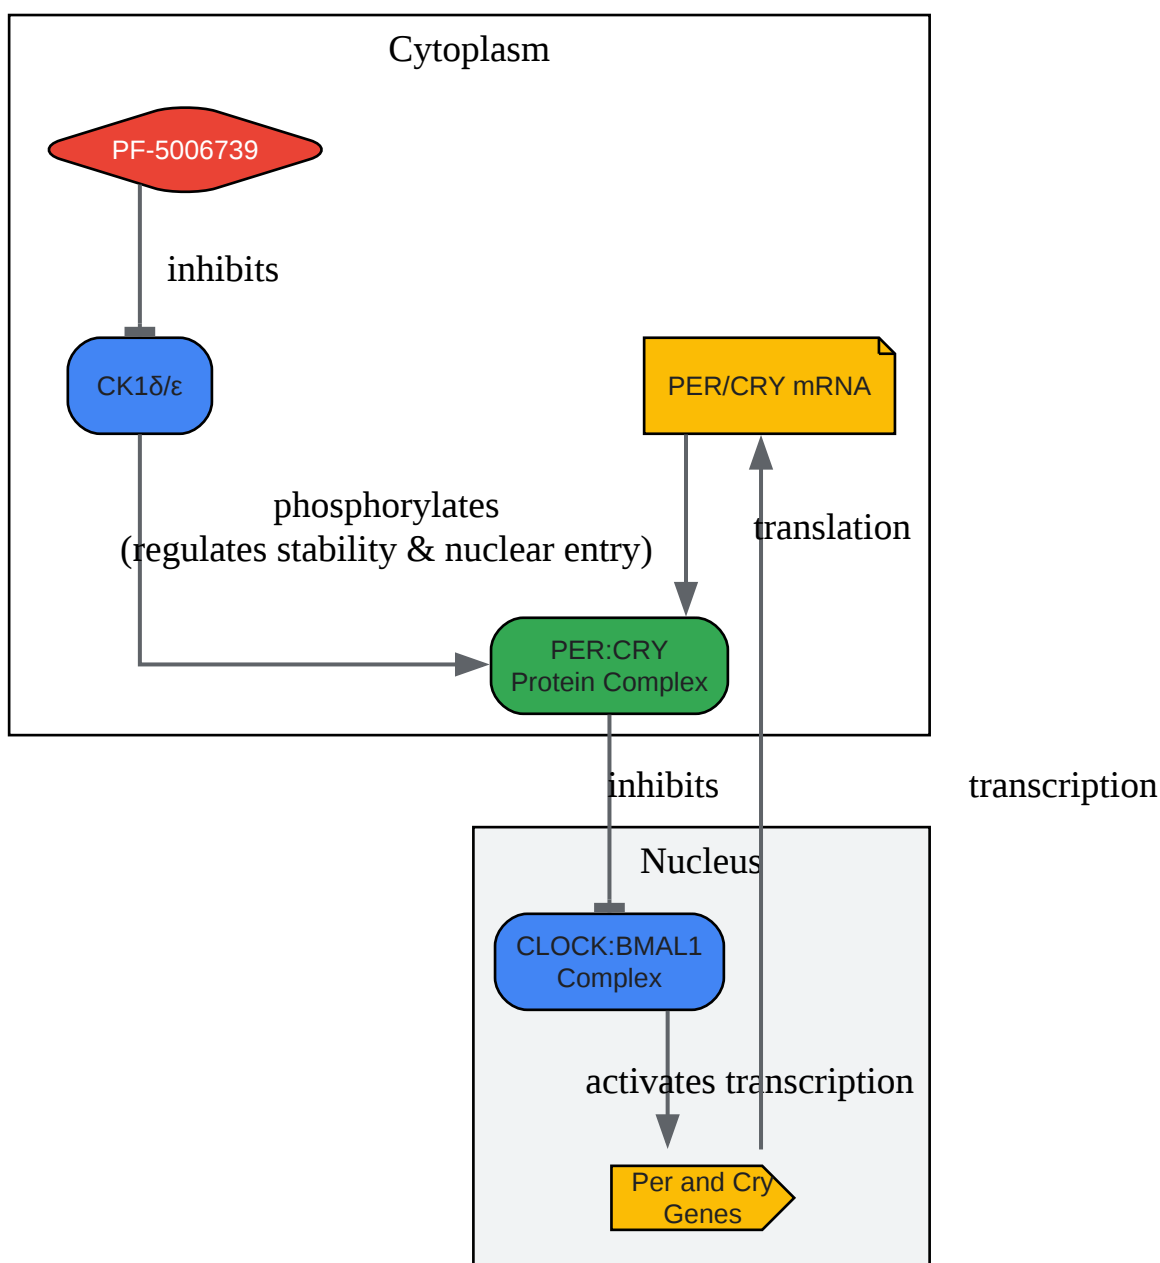 Cytoplasm
PF-5006739
inhibits
CK1δ/ε
PER/CRY mRNA
phosphorylates
(regulates stability & nuclear entry)
translation
PER:CRY
Protein Complex
inhibits
transcription
Nucleus
CLOCK:BMAL1
Complex
activates transcription
Per and Cry
Genes